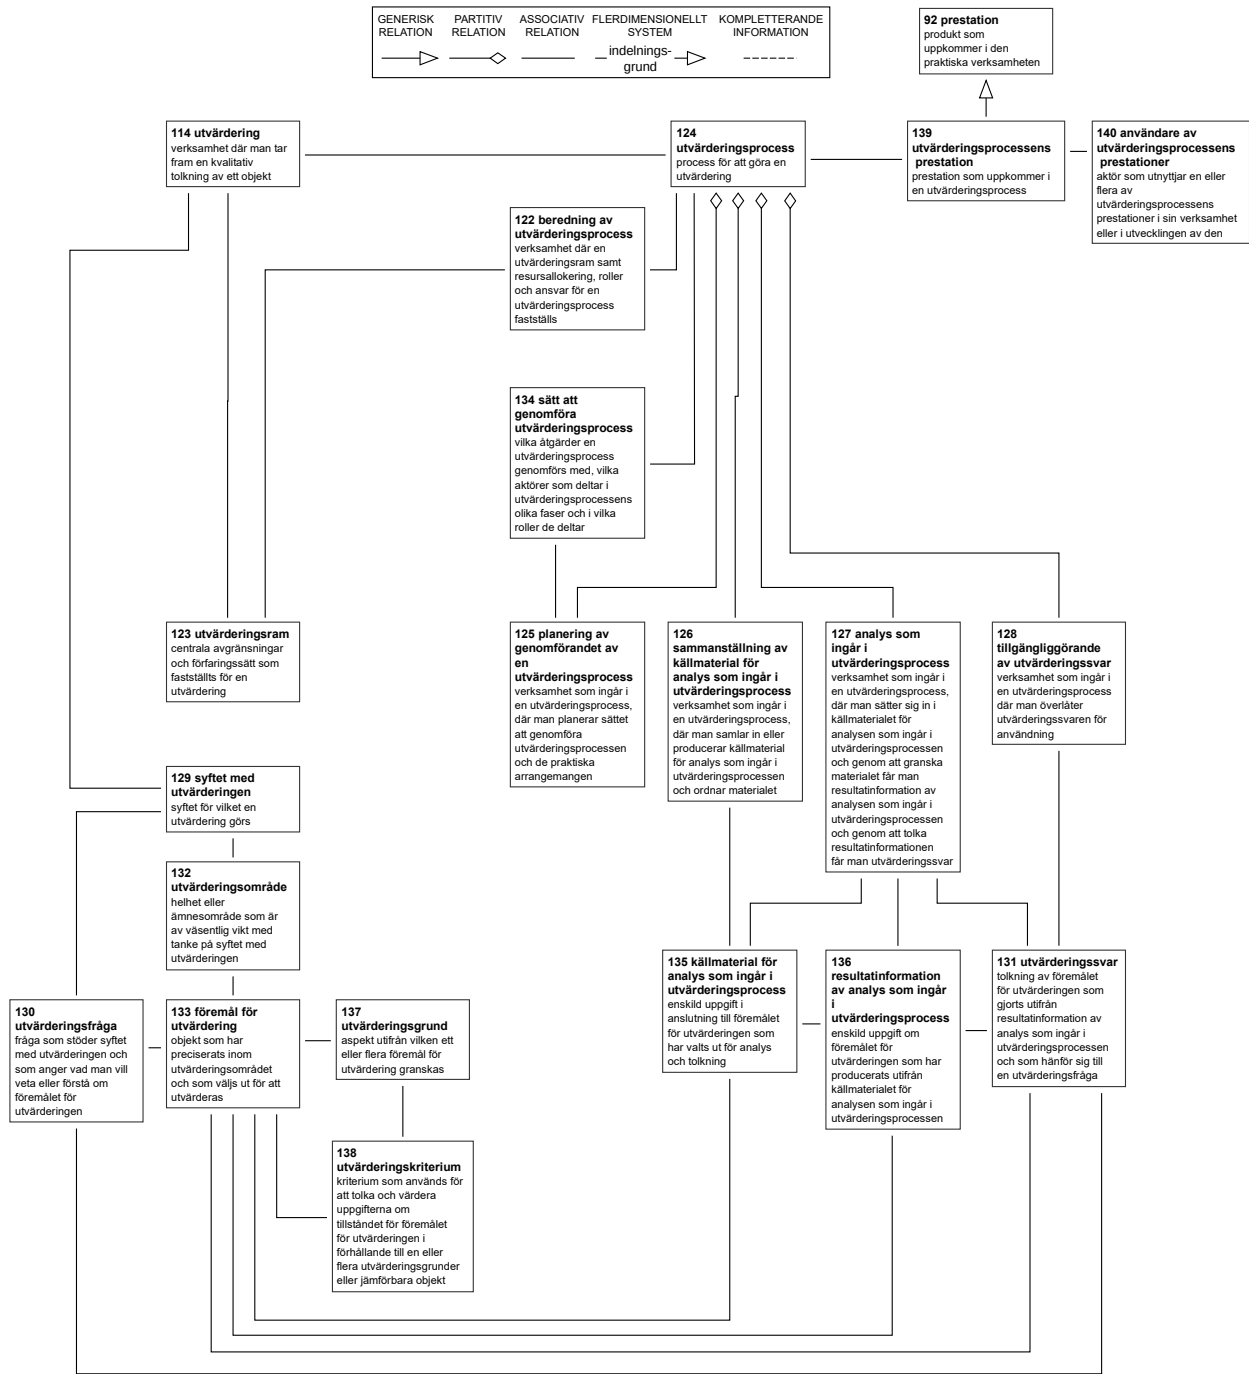 GENERISK
RELATION
PARTITIV
RELATION
ASSOCIATIV
RELATION
FLERDIMENSIONELLT
SYSTEM
indelnings-
grund
KOMPLETTERANDE
INFORMATION
92 prestation
produkt som
uppkommer i den
praktiska verksamheten
114 utvärdering
verksamhet där man tar
fram en kvalitativ
tolkning av ett objekt
124
utvärderingsprocess
process för att göra en
utvärdering
139
utvärderingsprocessens
prestation
prestation som uppkommer i
en utvärderingsprocess
140 användare av
utvärderingsprocessens
prestationer
aktör som utnyttjar en eller
flera av
utvärderingsprocessens
prestationer i sin verksamhet
eller i utvecklingen av den
122 beredning av
utvärderingsprocess
verksamhet där en
utvärderingsram samt
resursallokering, roller
och ansvar för en
utvärderingsprocess
fastställs
134 sätt att
genomföra
utvärderingsprocess
vilka åtgärder en
utvärderingsprocess
genomförs med, vilka
aktörer som deltar i
utvärderingsprocessens
olika faser och i vilka
roller de deltar
123 utvärderingsram
centrala avgränsningar
och förfaringssätt som
fastställts för en
utvärdering
125 planering av
genomförandet av
en
utvärderingsprocess
verksamhet som ingår i
en utvärderingsprocess,
där man planerar sättet
att genomföra
utvärderingsprocessen
och de praktiska
arrangemangen
126
sammanställning av
källmaterial för
analys som ingår i
utvärderingsprocess
verksamhet som ingår i
en utvärderingsprocess,
där man samlar in eller
producerar källmaterial
för analys som ingår i
utvärderingsprocessen
och ordnar materialet
127 analys som
ingår i
utvärderingsprocess
verksamhet som ingår i
en utvärderingsprocess,
där man sätter sig in i
källmaterialet för
analysen som ingår i
utvärderingsprocessen
och genom att granska
materialet får man
resultatinformation av
analysen som ingår i
utvärderingsprocessen
och genom att tolka
resultatinformationen
får man utvärderingssvar
128
tillgängliggörande
av utvärderingssvar
verksamhet som ingår i
en utvärderingsprocess
där man överlåter
utvärderingssvaren för
användning
129 syftet med
utvärderingen
syftet för vilket en
utvärdering görs
132
utvärderingsområde
helhet eller
ämnesområde som är
av väsentlig vikt med
tanke på syftet med
utvärderingen
130
utvärderingsfråga
fråga som stöder syftet
med utvärderingen och
som anger vad man vill
veta eller förstå om
föremålet för
utvärderingen
133 föremål för
utvärdering
objekt som har
preciserats inom
utvärderingsområdet
och som väljs ut för att
utvärderas
137
utvärderingsgrund
aspekt utifrån vilken ett
eller flera föremål för
utvärdering granskas
138
utvärderingskriterium
kriterium som används för
att tolka och värdera
uppgifterna om
tillståndet för föremålet
för utvärderingen i
förhållande till en eller
flera utvärderingsgrunder
eller jämförbara objekt
135 källmaterial för
analys som ingår i
utvärderingsprocess
enskild uppgift i
anslutning till föremålet
för utvärderingen som
har valts ut för analys
och tolkning
136
resultatinformation
av analys som ingår
i
utvärderingsprocess
enskild uppgift om
föremålet för
utvärderingen som har
producerats utifrån
källmaterialet för
analysen som ingår i
utvärderingsprocessen
131 utvärderingssvar
tolkning av föremålet
för utvärderingen som
gjorts utifrån
resultatinformation av
analys som ingår i
utvärderingsprocessen
och som hänför sig till
en utvärderingsfråga